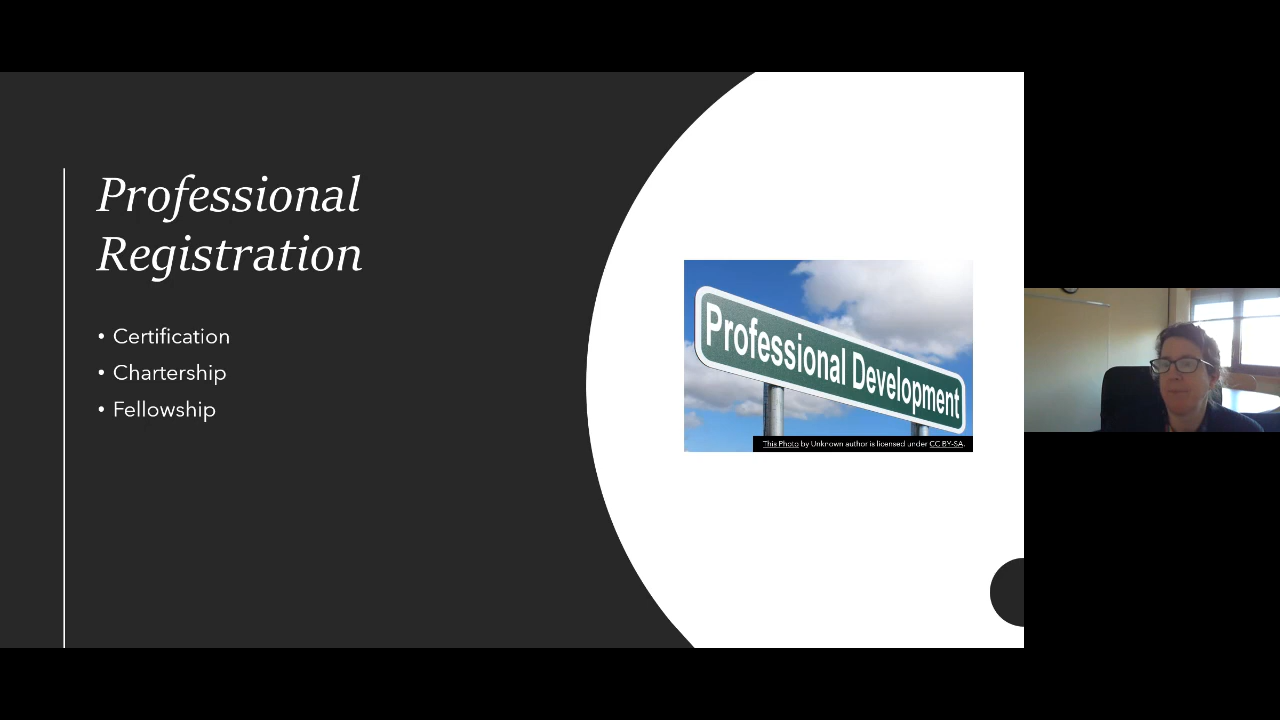 Professional
Registration
• Certification
• Chartership
• Fellowship
Professional Development
This Photo by Unknown author is licensed under CC BY-SA.